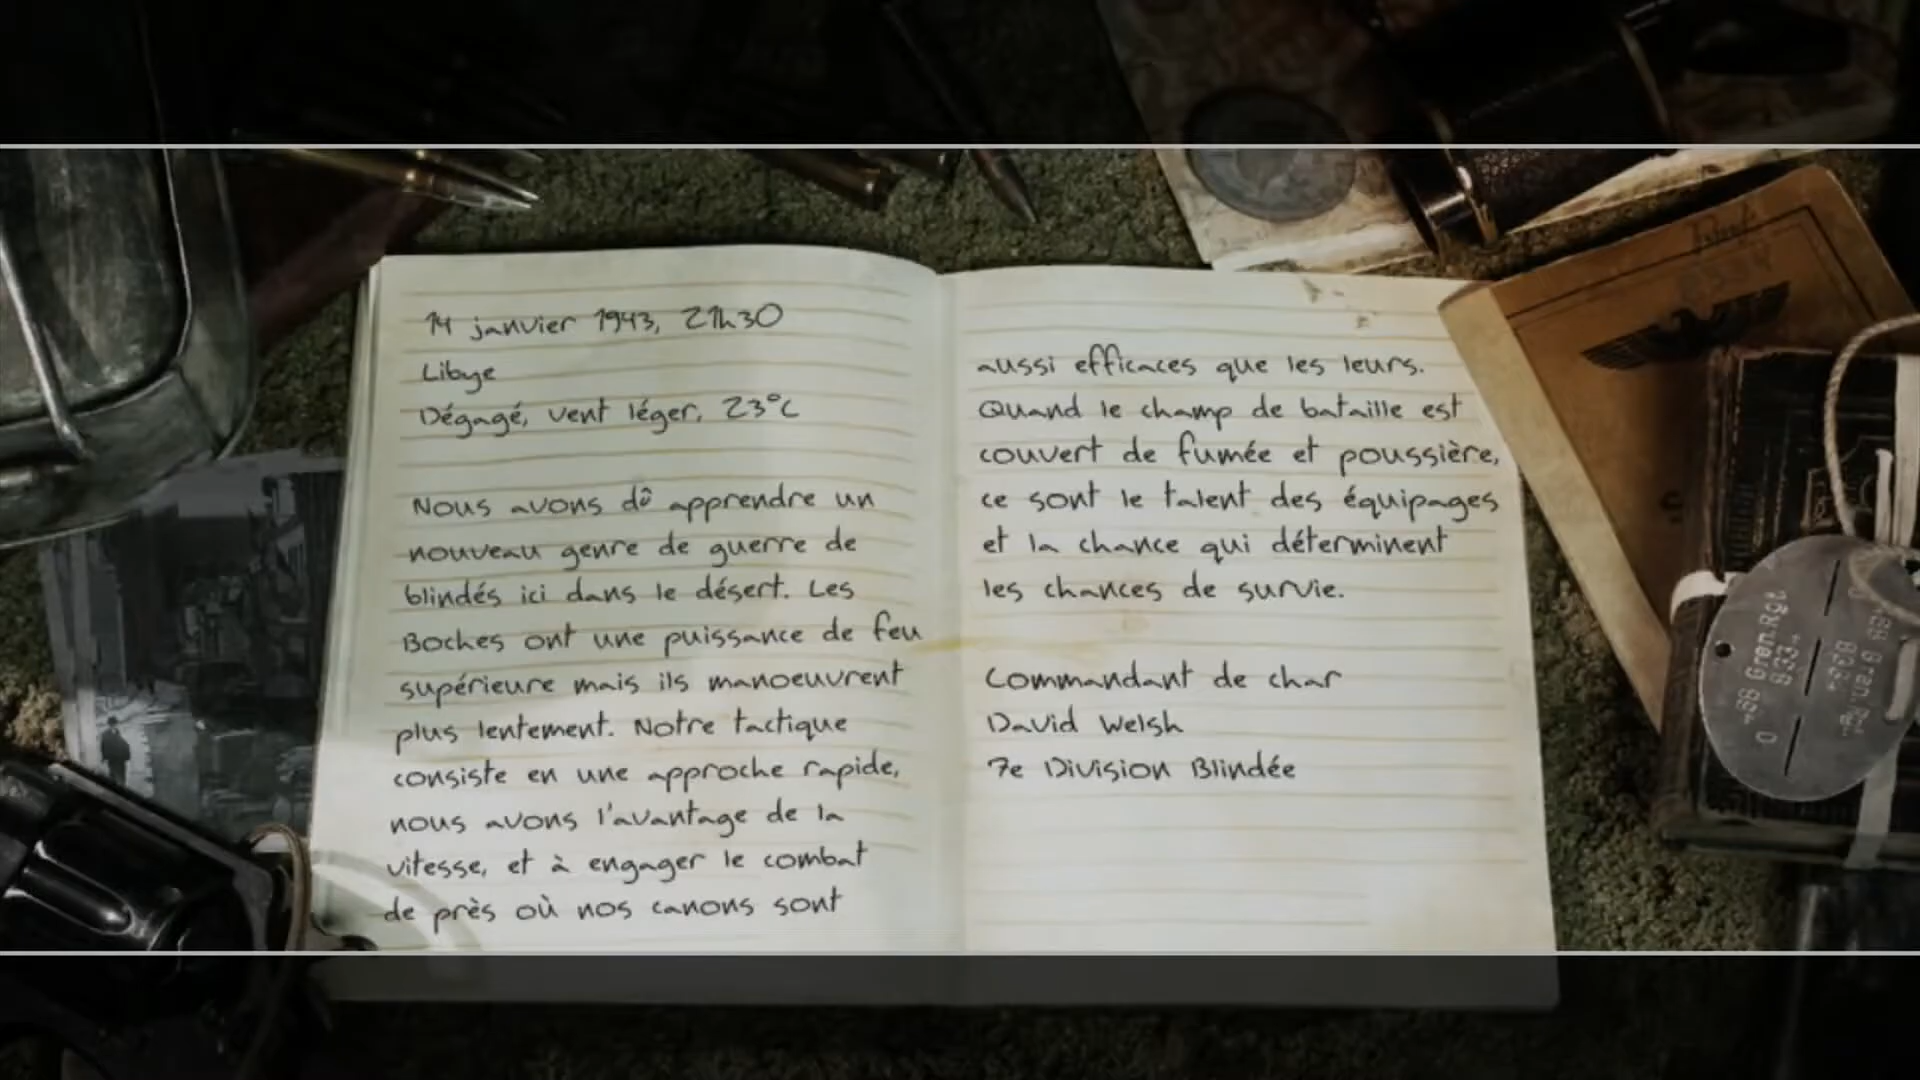 14 janvier 1943, 21h30
Libye
Dégagé, vent léger, 23°C
Nous avons dû apprendre un
nouveau genre de guerre de
blindés ici dans le désert. Les
Boches ont une puissance de feu
supérieure mais ils manoeuvrent
plus lentement. Notre tactique
consiste en une approche rapide,
nous avons l'avantage de la
vitesse, et à engager le combat
de près où nos canons sont
aussi efficaces que les leurs.
Quand le champ de bataille est
couvert de fumée et poussière,
ce sont le talent des équipages
et la chance qui déterminent
les chances de survie.
Commandant de char
David Welsh
7e Division Blindée